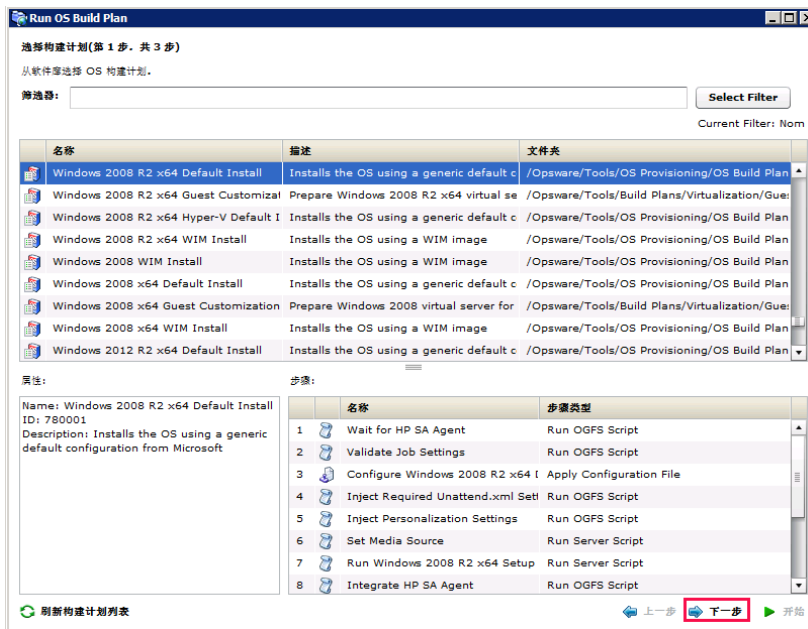 Run OS Build Plan
选择构建计划(第 1 步，共 3 步)
从软件库选择 OS 构建计划。
筛选器:
Select Filter
Current Filter: Nom
名称 描述 文件夹
Windows 2008 R2 x64 Default Install Installs the OS using a generic default c /Opsware/Tools/OS Provisioning/OS Build Plan
Windows 2008 R2 x64 Guest Customizat Prepare Windows 2008 R2 x64 virtual se /Opsware/Tools/Build Plans/Virtualization/Gues
Windows 2008 R2 x64 Hyper-V Default I Installs the OS using a generic default c /Opsware/Tools/OS Provisioning/OS Build Plan
Windows 2008 R2 x64 WIM Install Installs the OS using a WIM image /Opsware/Tools/OS Provisioning/OS Build Plan
Windows 2008 WIM Install Installs the OS using a WIM image /Opsware/Tools/OS Provisioning/OS Build Plan
Windows 2008 x64 Default Install Installs the OS using a generic default c /Opsware/Tools/OS Provisioning/OS Build Plan
Windows 2008 x64 Guest Customization Prepare Windows 2008 virtual server for /Opsware/Tools/Build Plans/Virtualization/Gues
Windows 2008 x64 WIM Install Installs the OS using a WIM image /Opsware/Tools/OS Provisioning/OS Build Plan
Windows 2012 R2 x64 Default Install Installs the OS using a generic default c /Opsware/Tools/OS Provisioning/OS Build Plan
属性:
Name: Windows 2008 R2 x64 Default Install
ID: 780001
Description: Installs the OS using a generic
default configuration from Microsoft
步骤:
名称 步骤类型
1 Wait for HP SA Agent Run OGFS Script
2 Validate Job Settings Run OGFS Script
3 Configure Windows 2008 R2 x64 [ Apply Configuration File
4 Inject Required Unattend.xml Sett Run OGFS Script
5 Inject Personalization Settings Run OGFS Script
6 Set Media Source Run Server Script
7 Run Windows 2008 R2 x64 Setup Run Server Script
8 Integrate HP SA Agent Run OGFS Script
刷新构建计划列表
上一步 下一步 开始